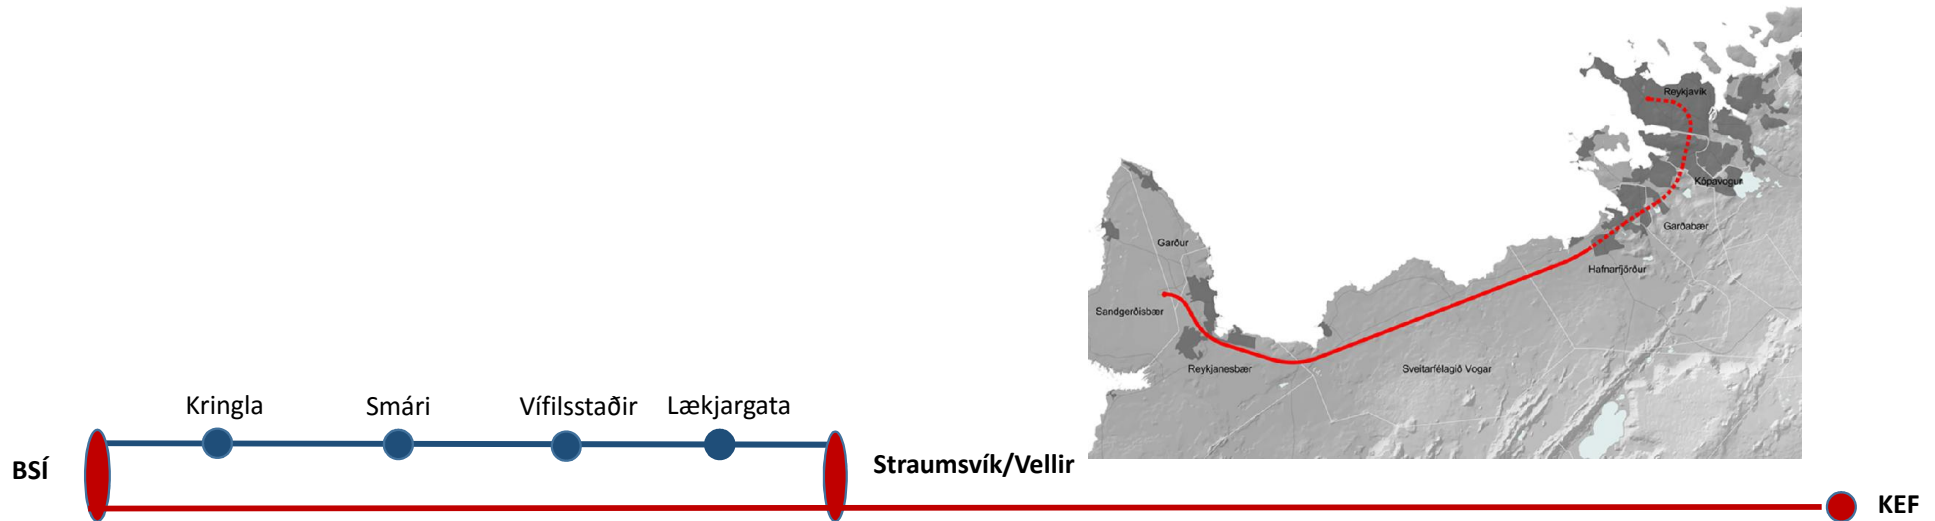 Reykjavík
Kópavogur
Garðabær
Garður
Hafnarfjörður
Sandgerðisbær
Reykjanesbær
Sveitarfélagið Vogar
Kringla
Smári
Vífilsstaðir
Lækjargata
BSÍ
Straumsvík/Vellir
KEF